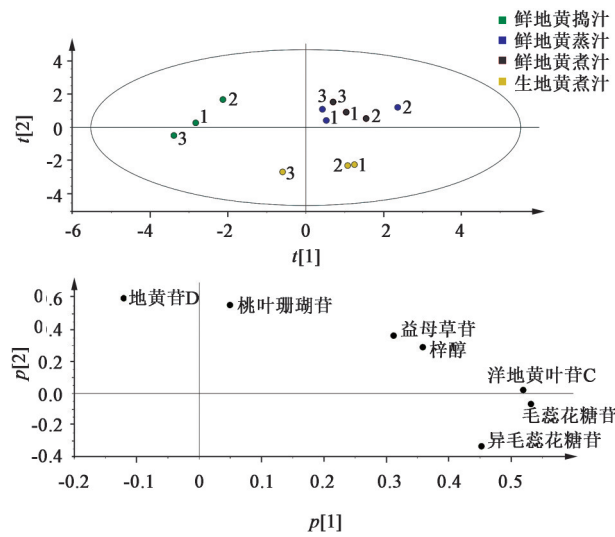 鲜地黄捣汁
鲜地黄蒸汁
鲜地黄煮汁
生地黄煮汁
4
2
0
-2
-4
t[2]
3
1
2
3 3
1 1 2 2
3
2 1
-6 -4 -2 0 2 4
t[1]
0.6
0.4
0.2
0.0
-0.2
-0.4
p[2]
地黄苷D
桃叶珊瑚苷
益母草苷
梓醇
洋地黄叶苷C
毛蕊花糖苷
异毛蕊花糖苷
-0.2 -0.1 0 0.1 0.2 0.3 0.4 0.5
p[1]